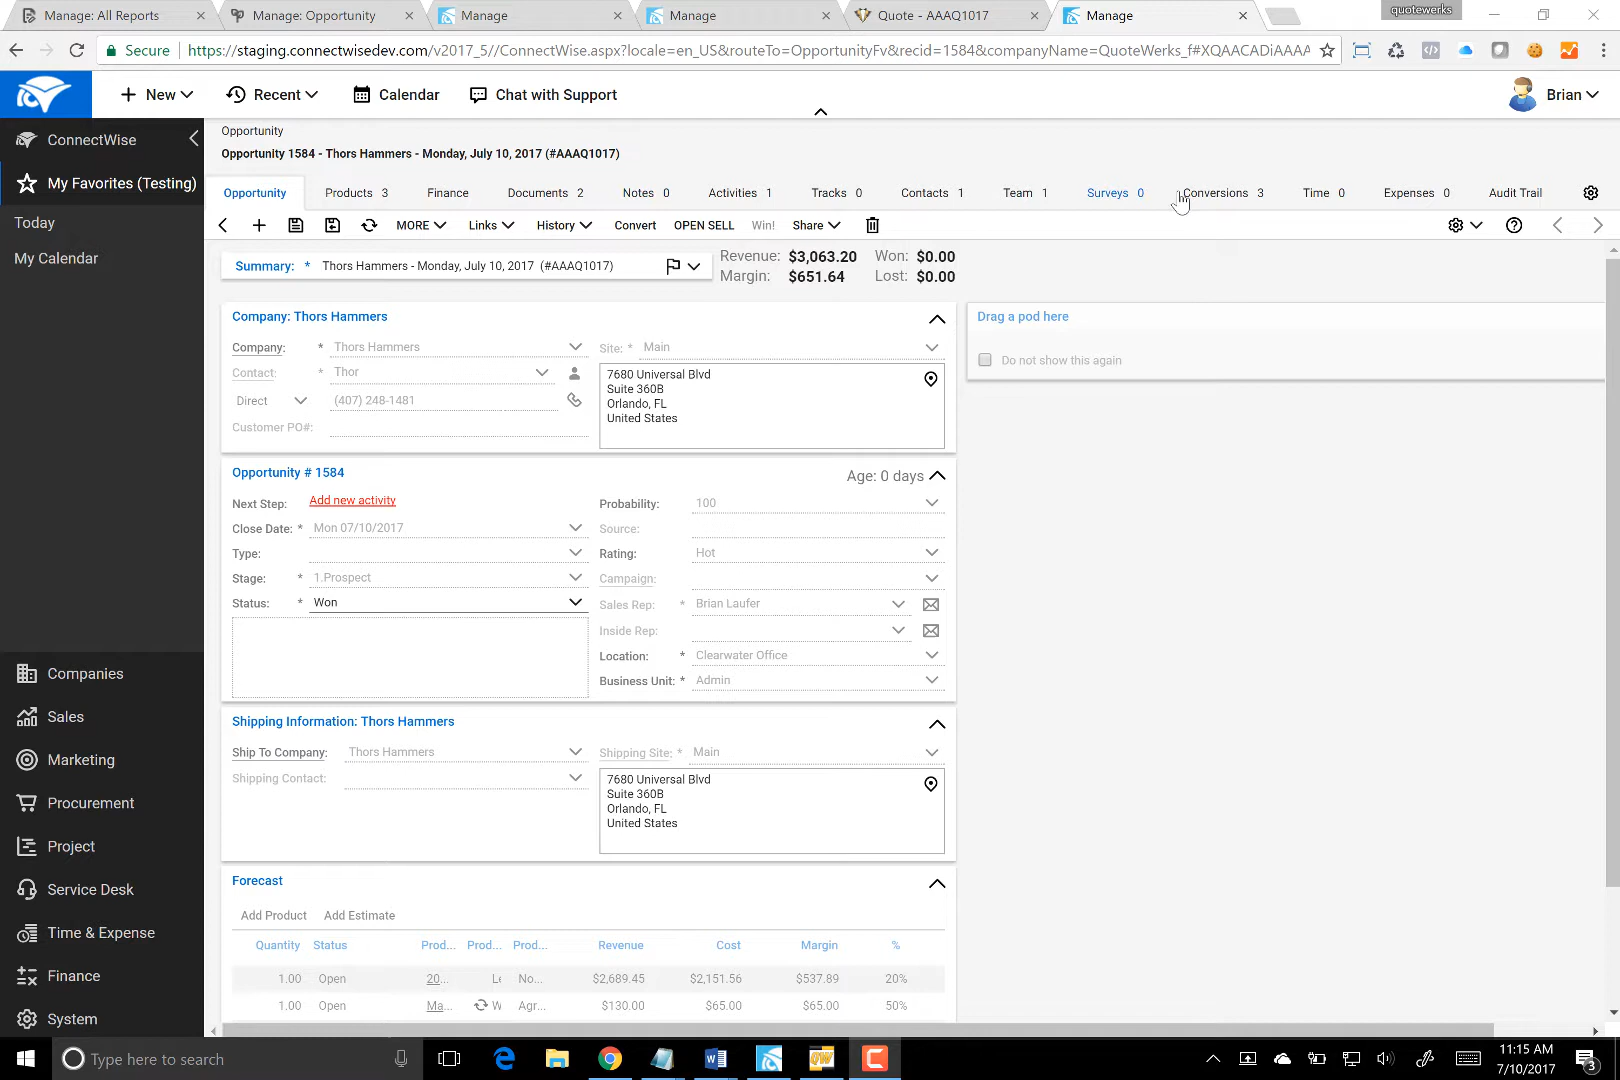 Manage: All Reports
Manage: Opportunity
Manage
Manage
Quote - AAAQ1017
Manage
quotewerks
Secure
https://staging.connectwisedev.com/v2017_5//ConnectWise.aspx?locale=en_US&routeTo=OpportunityFv&recid=1584&companyName=QuoteWerks_f#XQAACADiAAAA
New
Recent
Calendar
Chat with Support
Brian
ConnectWise
My Favorites (Testing)
Today
My Calendar
Companies
Sales
Marketing
Procurement
Project
Service Desk
Time & Expense
Finance
System
Opportunity
Opportunity 1584 - Thors Hammers - Monday, July 10, 2017 (#AAAQ1017)
Opportunity Products 3 Finance Documents 2 Notes 0 Activities 1 Tracks 0 Contacts 1 Team 1 Surveys 0 Conversions 3 Time 0 Expenses 0 Audit Trail
MORE Links History Convert OPEN SELL Win! Share
Summary: * Thors Hammers - Monday, July 10, 2017 (#AAAQ1017)
Revenue: $3,063.20 Won: $0.00
Margin: $651.64 Lost: $0.00
Company: Thors Hammers
Company: * Thors Hammers
Contact: * Thor
Direct (407) 248-1481
Customer PO#:
Site: * Main
7680 Universal Blvd
Suite 360B
Orlando, FL
United States
Drag a pod here
Do not show this again
Opportunity # 1584
Age: 0 days
Next Step: Add new activity
Close Date: * Mon 07/10/2017
Type:
Stage: * 1.Prospect
Status: * Won
Probability: 100
Source:
Rating: Hot
Campaign:
Sales Rep: * Brian Laufer
Inside Rep:
Location: * Clearwater Office
Business Unit: * Admin
Shipping Information: Thors Hammers
Ship To Company: Thors Hammers
Shipping Contact:
Shipping Site: * Main
7680 Universal Blvd
Suite 360B
Orlando, FL
United States
Forecast
Add Product Add Estimate
Quantity Status Prod... Prod... Prod... Revenue Cost Margin %
1.00 Open 20... Le No... $2,689.45 $2,151.56 $537.89 20%
1.00 Open Ma... W Agr... $130.00 $65.00 $65.00 50%
Type here to search
11:15 AM
7/10/2017
3